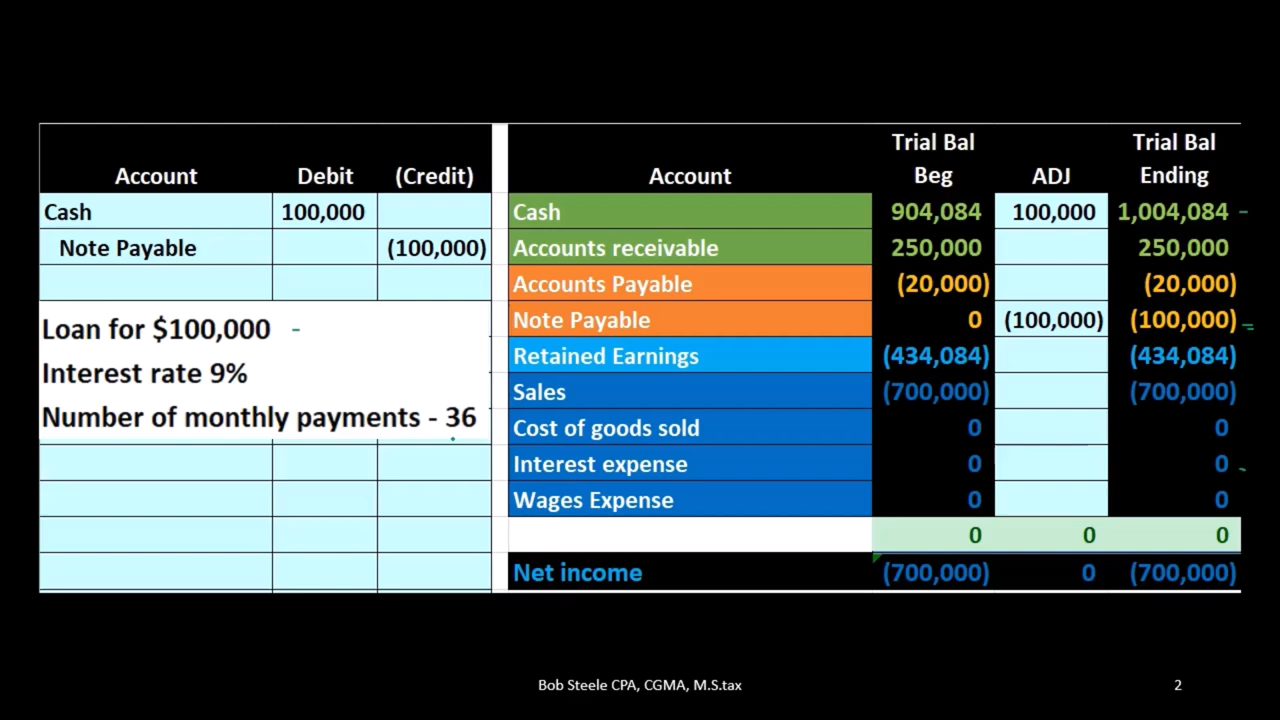 Account Debit (Credit)
Cash 100,000
Note Payable (100,000)
Loan for $100,000
Interest rate 9%
Number of monthly payments - 36
Account Trial Bal Beg ADJ Trial Bal Ending
Cash 904,084 100,000 1,004,084
Accounts receivable 250,000 250,000
Accounts Payable (20,000) (20,000)
Note Payable 0 (100,000) (100,000)
Retained Earnings (434,084) (434,084)
Sales (700,000) (700,000)
Cost of goods sold 0 0
Interest expense 0 0
Wages Expense 0 0
0 0 0
Net income (700,000) 0 (700,000)
Bob Steele CPA, CGMA, M.S.tax
2